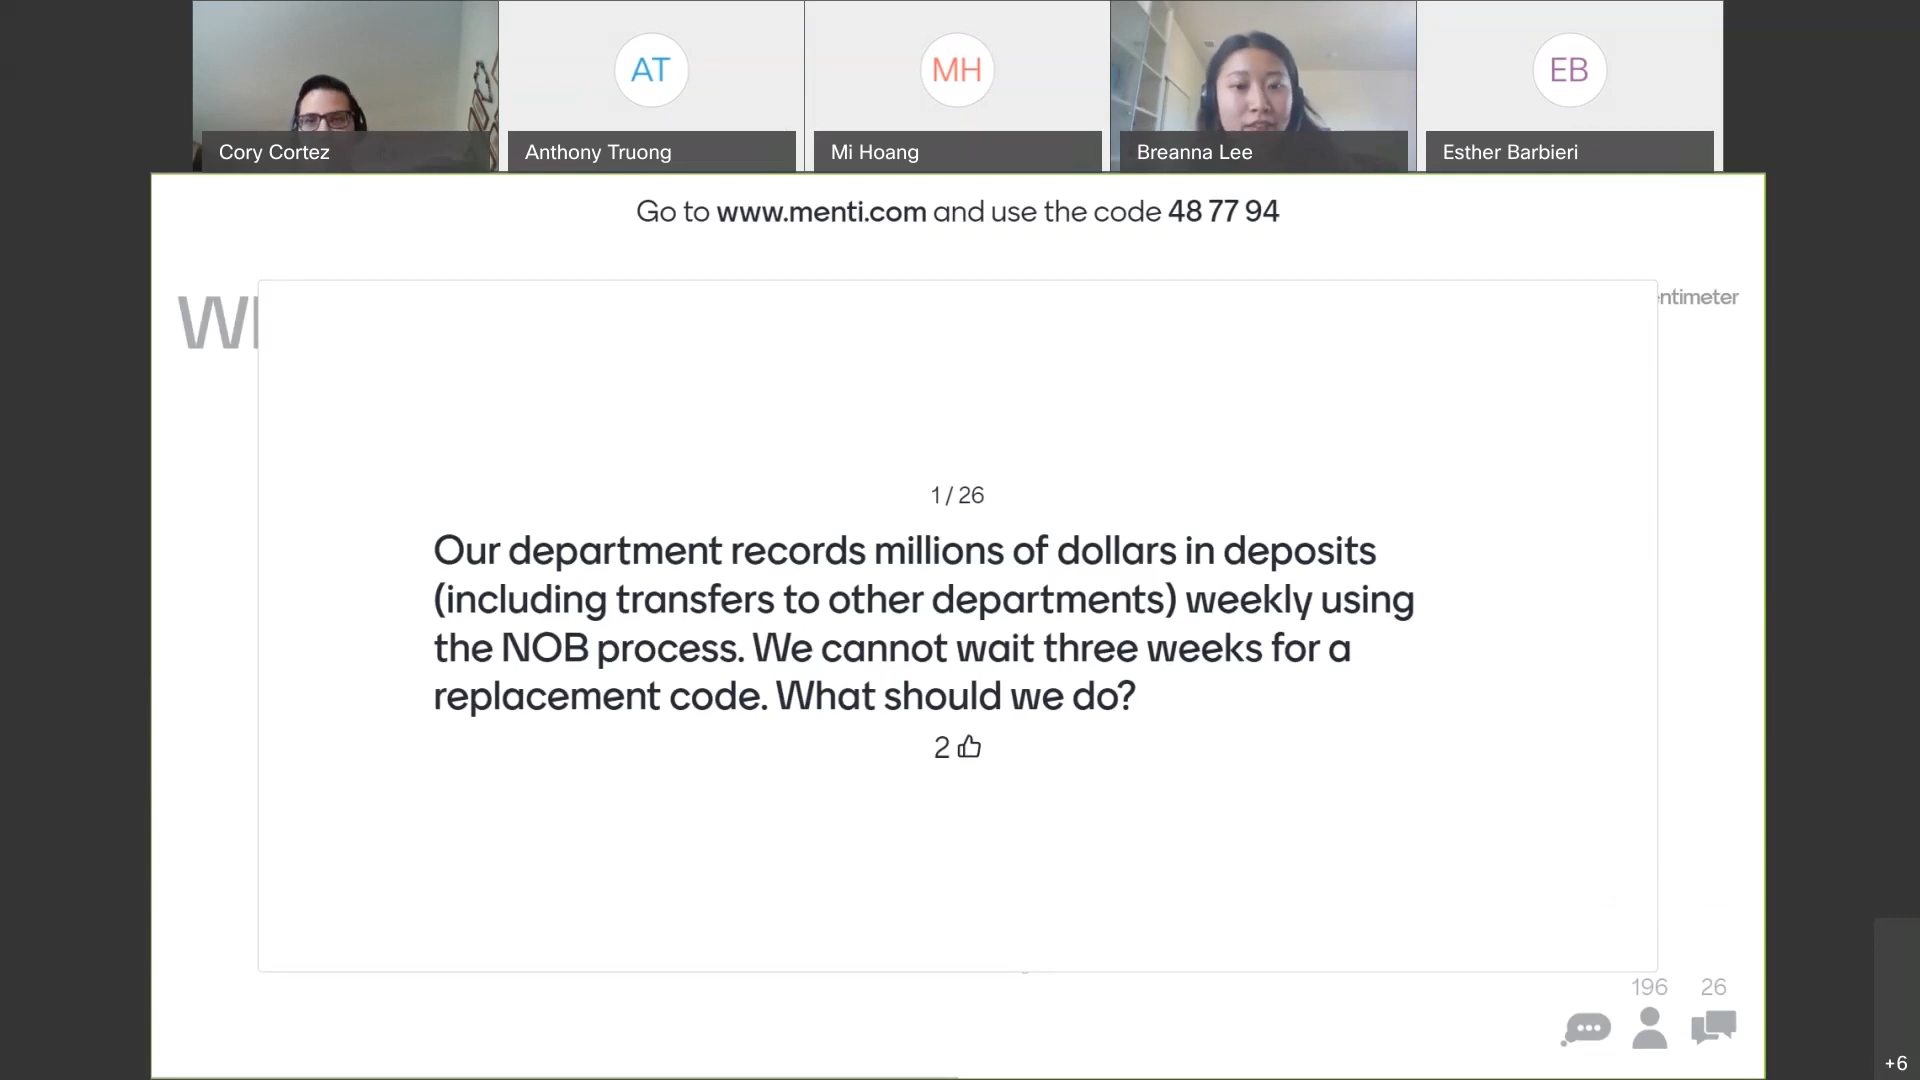 AT
MH
EB
Cory Cortez
Anthony Truong
Mi Hoang
Breanna Lee
Esther Barbieri
Go to www.menti.com and use the code 48 77 94
entimeter
1 / 26
Our department records millions of dollars in deposits
(including transfers to other departments) weekly using
the NOB process. We cannot wait three weeks for a
replacement code. What should we do?
2
196
26
+6